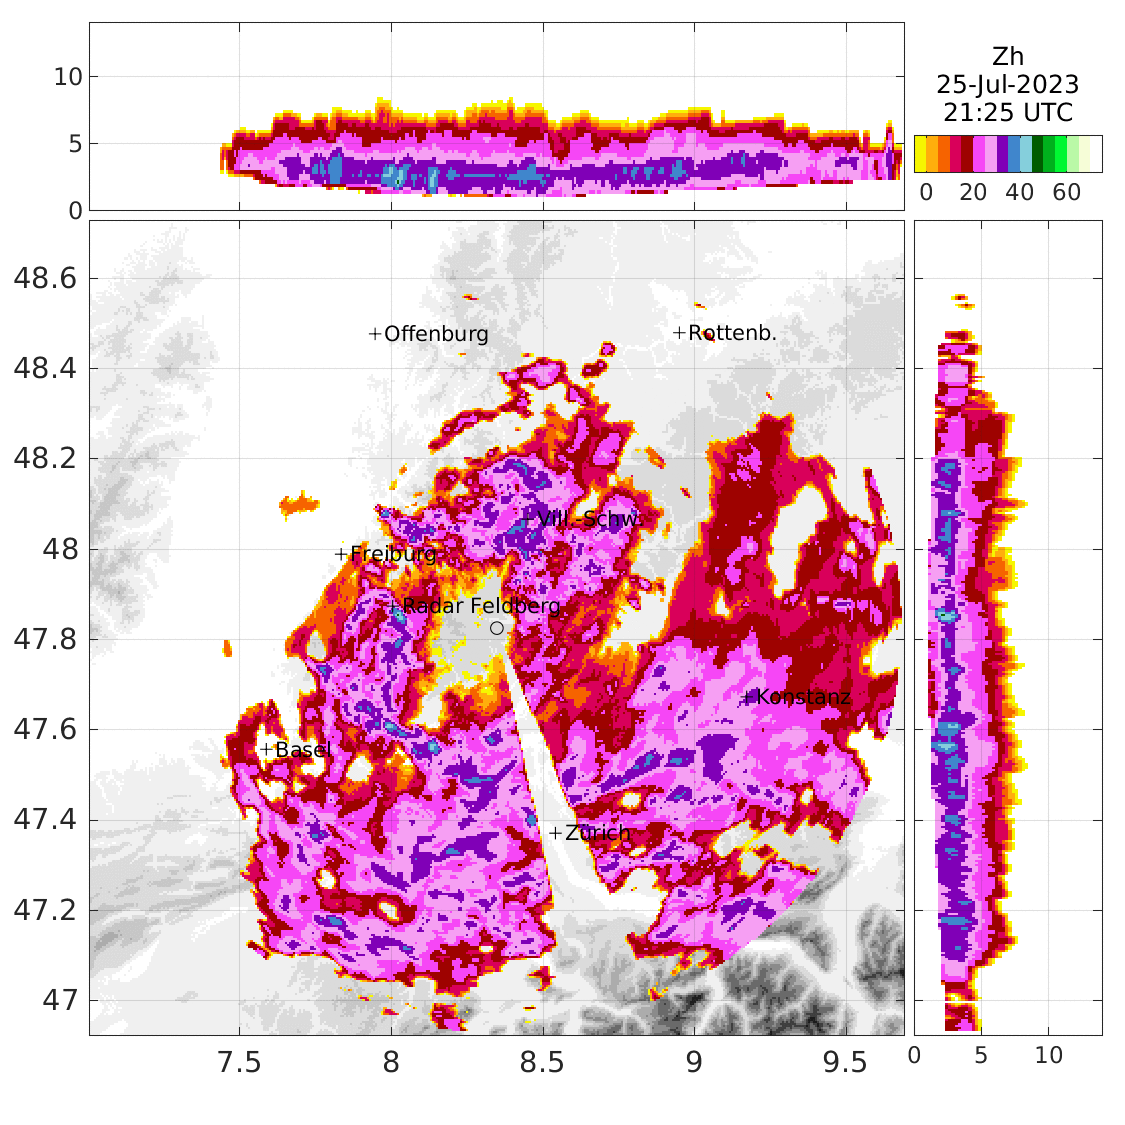 10
5
0
Zh
25-Jul-2023
21:25 UTC
0 20 40 60
48.6
48.4
48.2
48
47.8
47.6
47.4
47.2
47
+Offenburg
+Rottenb.
+Vill.-Schw.
+Freiburg
+Radar Feldberg
+Konstanz
+Basel
+Zürich
7.5 8 8.5 9 9.5
0 5 10